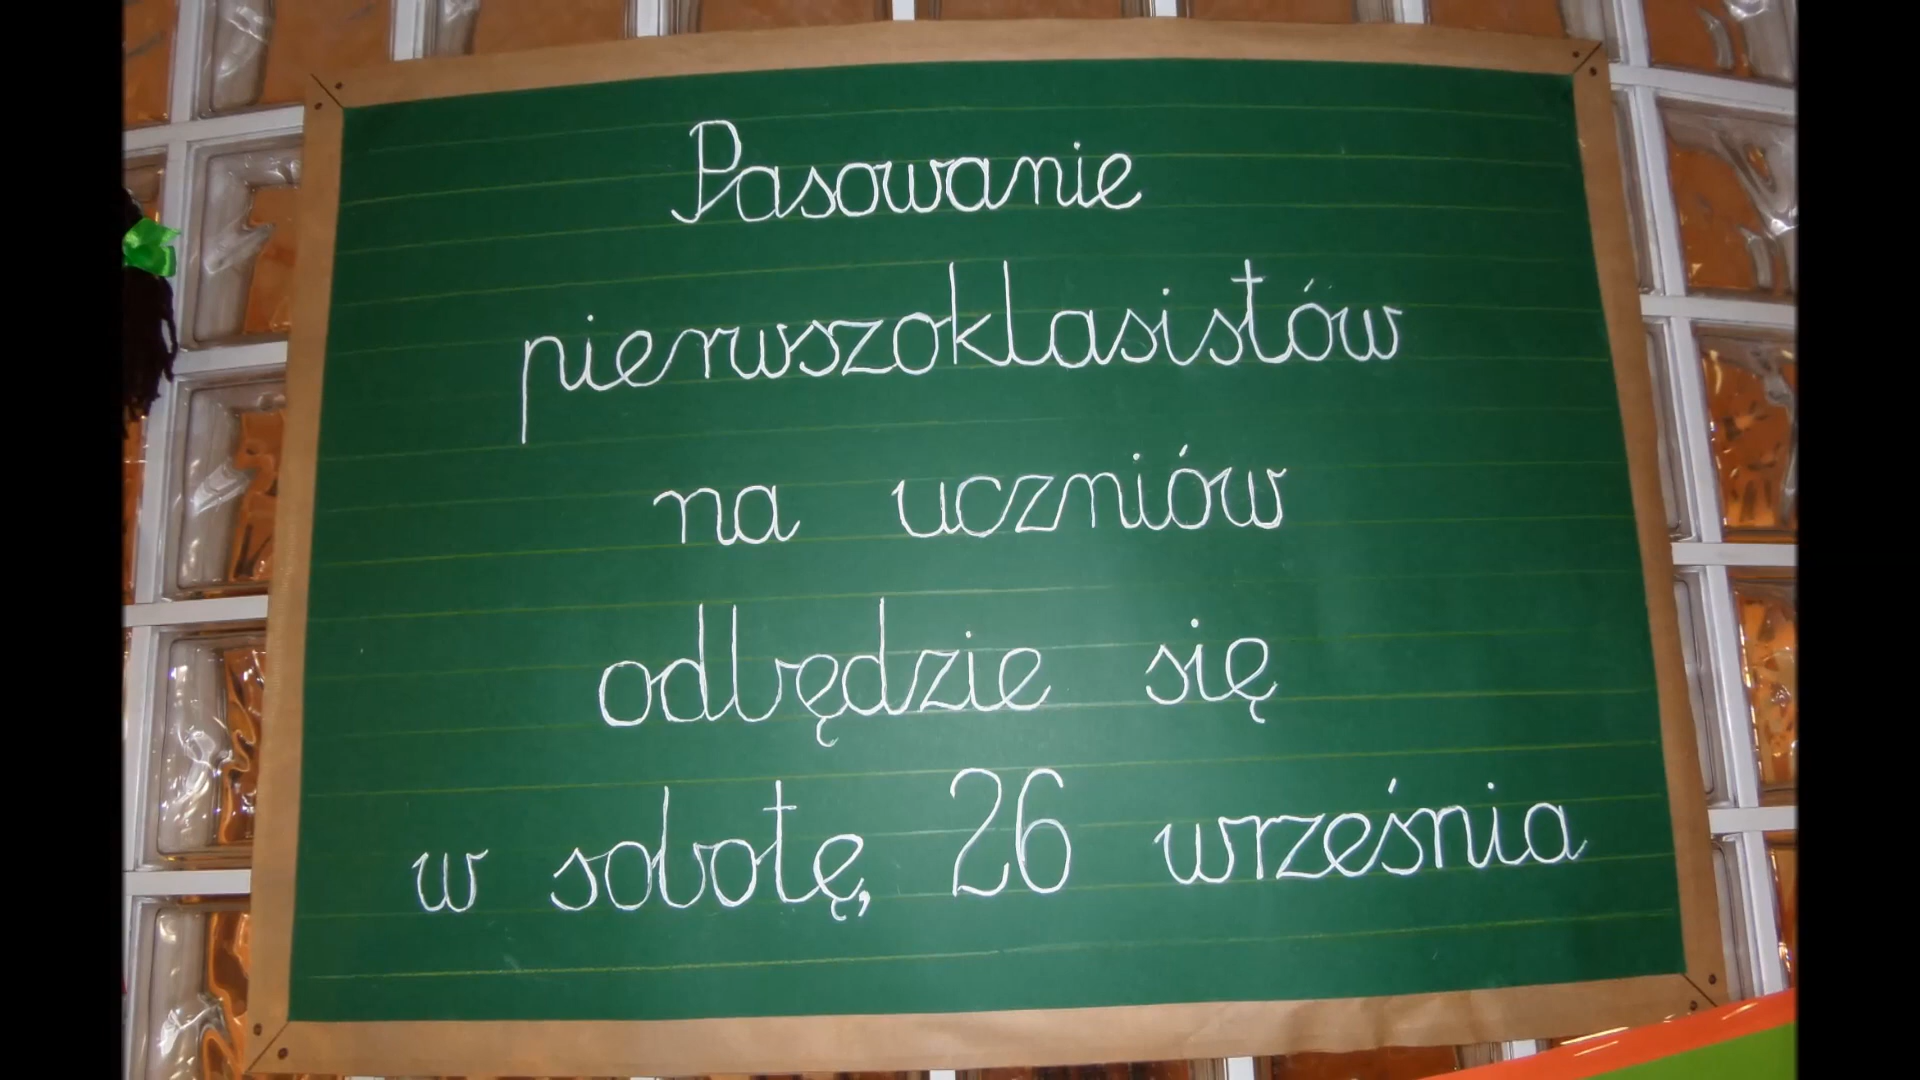 Pasowanie
pierwszoklasistów
na uczniów
odbędzie się
w sobotę, 26 września